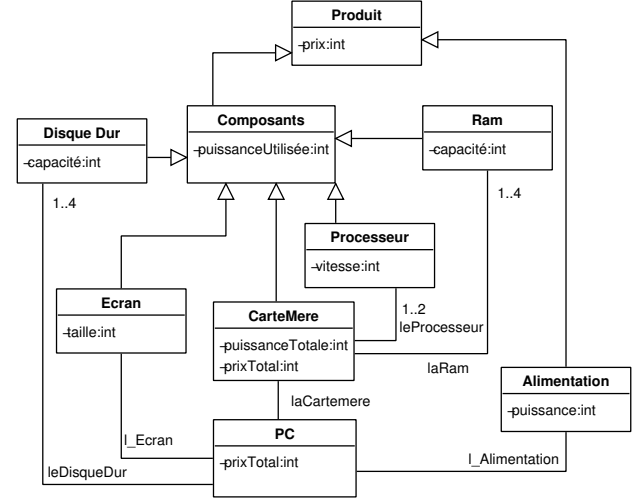 Produit
-prix:int
Composants
-puissanceUtilisée:int
Disque Dur
-capacité:int
Ram
-capacité:int
1..4
1..4
Processeur
-vitesse:int
Ecran
-taille:int
CarteMere
-puissanceTotale:int
-prixTotal:int
1..2
leProcesseur
laRam
Alimentation
-puissance:int
laCartemere
PC
-prixTotal:int
l_Ecran
leDisqueDur
l_Alimentation